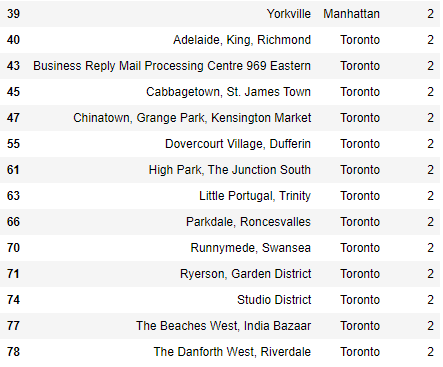 39 Yorkville Manhattan 2
40 Adelaide, King, Richmond Toronto 2
43 Business Reply Mail Processing Centre 969 Eastern Toronto 2
45 Cabbagetown, St. James Town Toronto 2
47 Chinatown, Grange Park, Kensington Market Toronto 2
55 Dovercourt Village, Dufferin Toronto 2
61 High Park, The Junction South Toronto 2
63 Little Portugal, Trinity Toronto 2
66 Parkdale, Roncesvalles Toronto 2
70 Runnymede, Swansea Toronto 2
71 Ryerson, Garden District Toronto 2
74 Studio District Toronto 2
77 The Beaches West, India Bazaar Toronto 2
78 The Danforth West, Riverdale Toronto 2